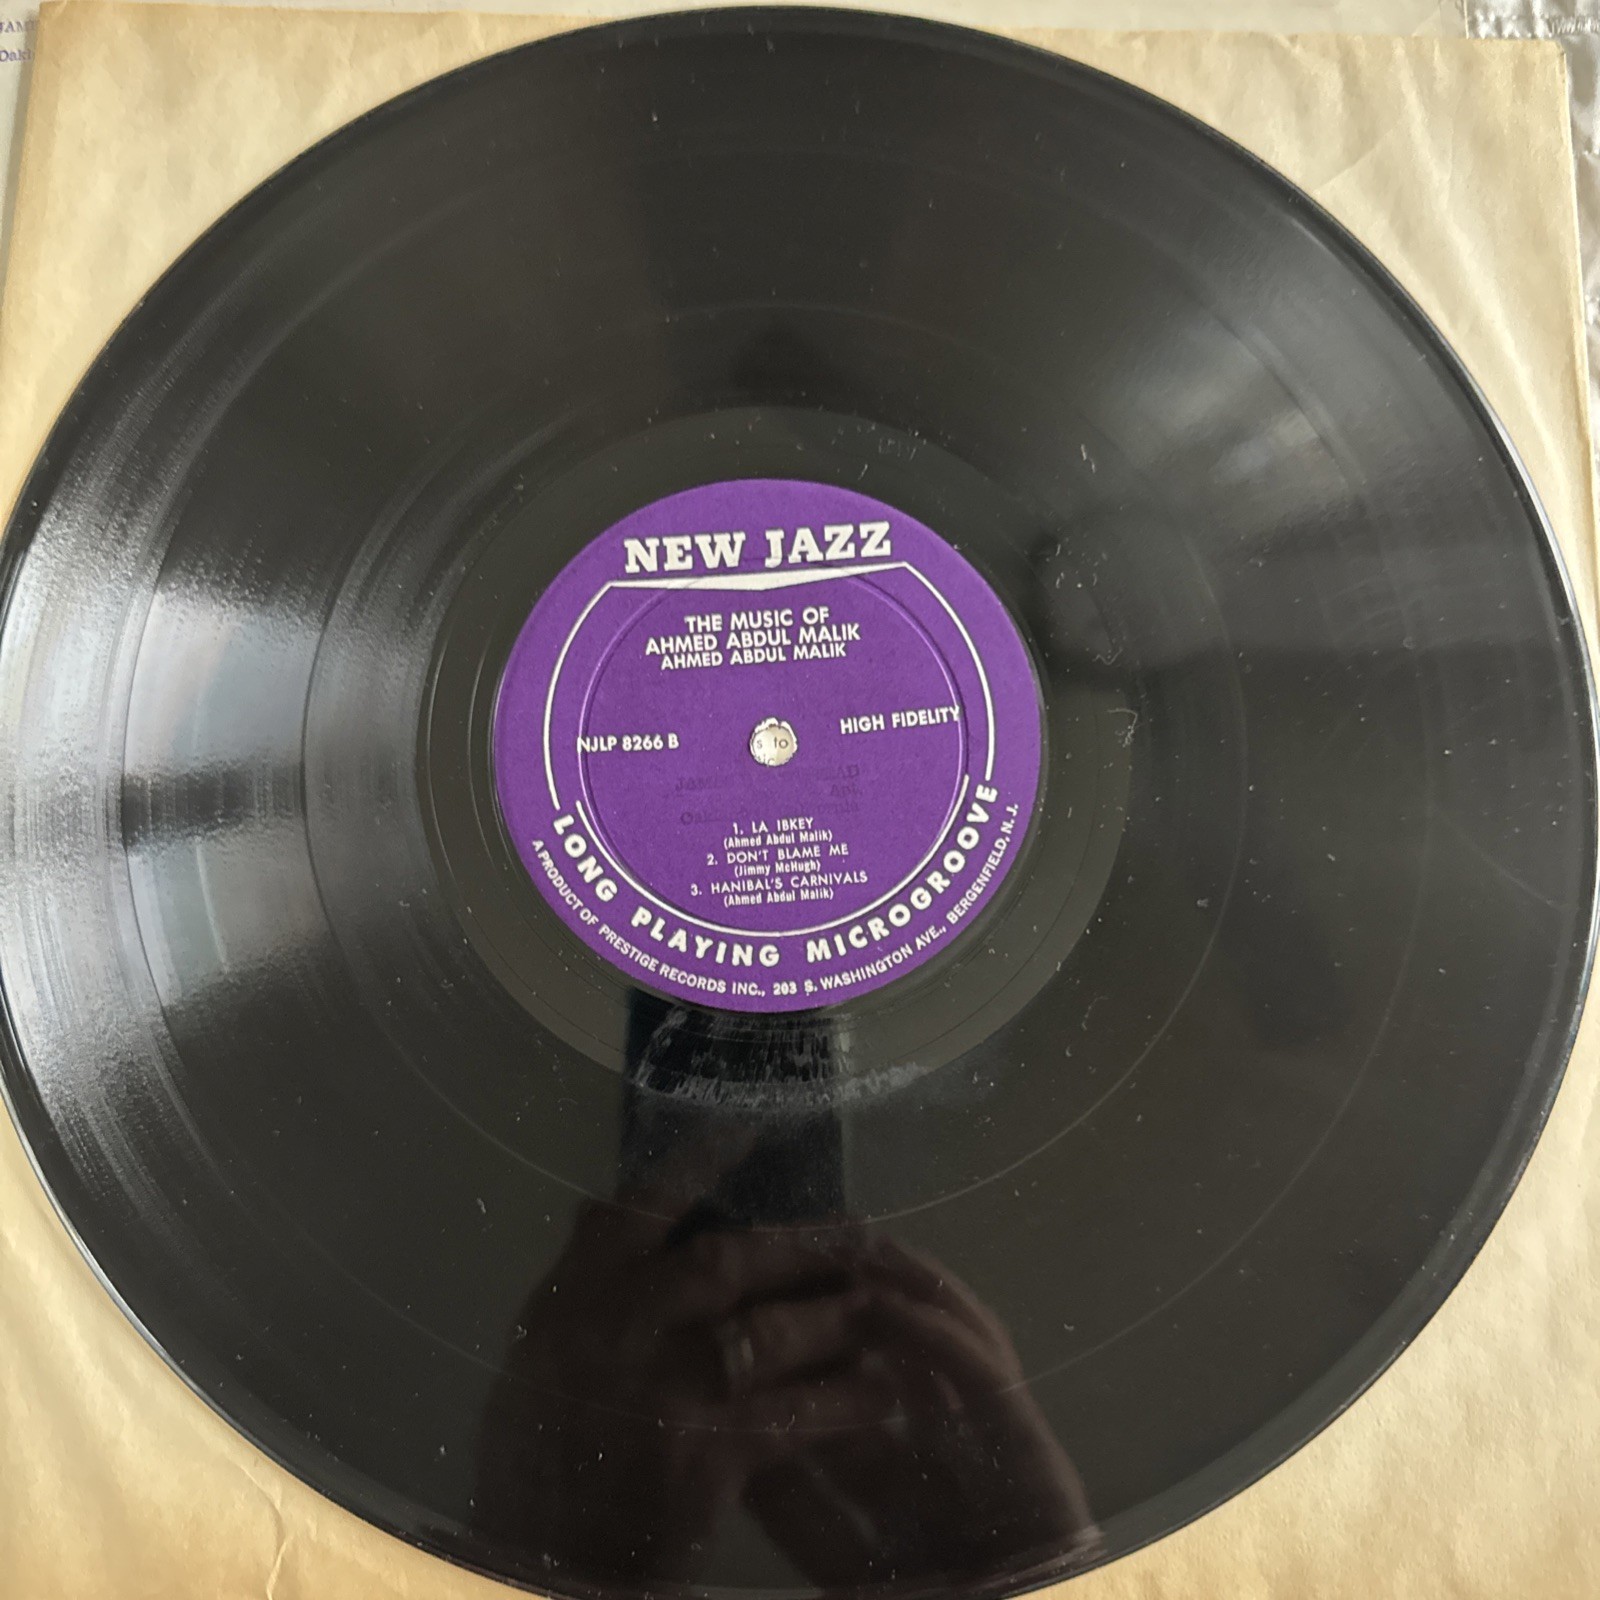 NEW JAZZ
THE MUSIC OF
AHMED ABDUL MALIK
AHMED ABDUL MALIK
NJLP 8266 B
HIGH FIDELITY
s to
1. LA IBKEY
(Ahmed Abdul Malik)
2. DON'T BLAME ME
(Jimmy McHugh)
3. HANIBAL'S CARNIVALS
(Ahmed Abdul Malik)
LONG PLAYING MICROGROOVE
A PRODUCT OF PRESTIGE RECORDS INC., 203 S. WASHINGTON AVE., BERGENFIELD, N. J.